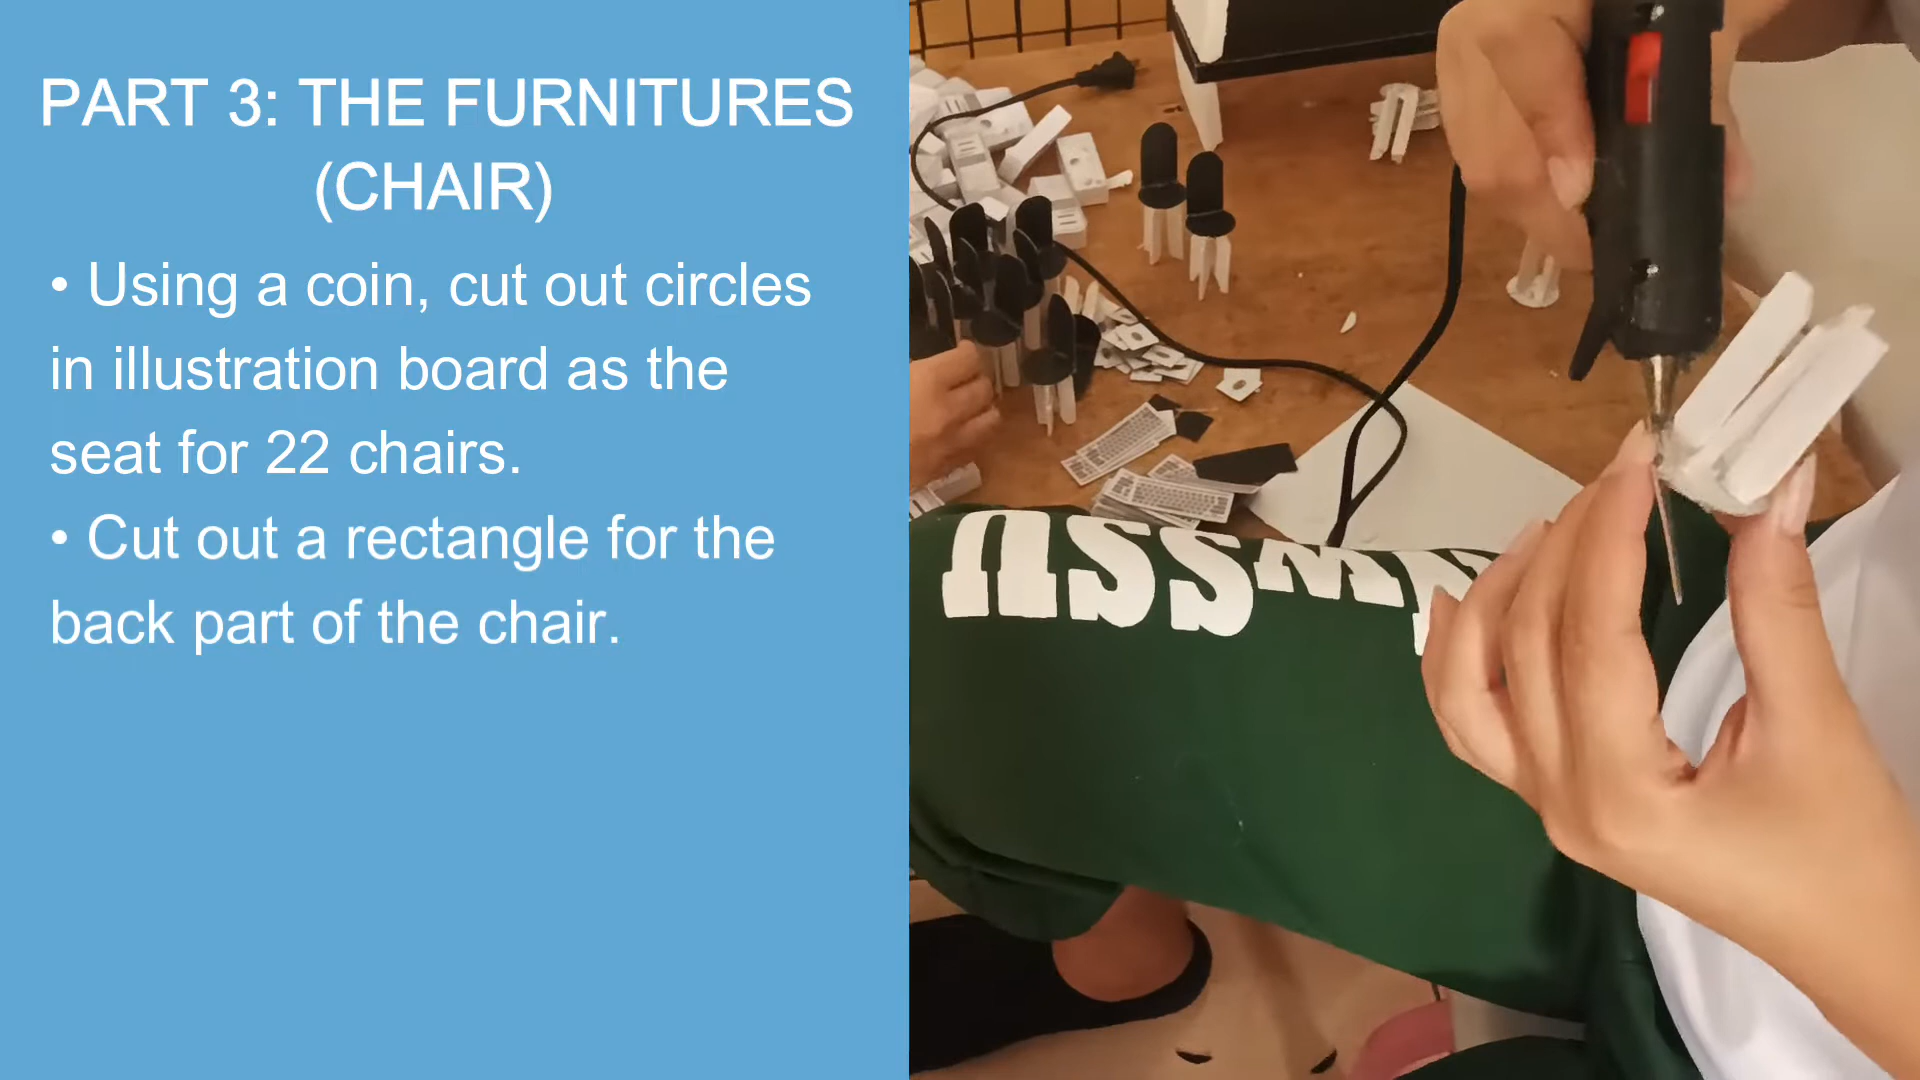 PART 3: THE FURNITURES
(CHAIR)
• Using a coin, cut out circles
in illustration board as the
seat for 22 chairs.
• Cut out a rectangle for the
back part of the chair.